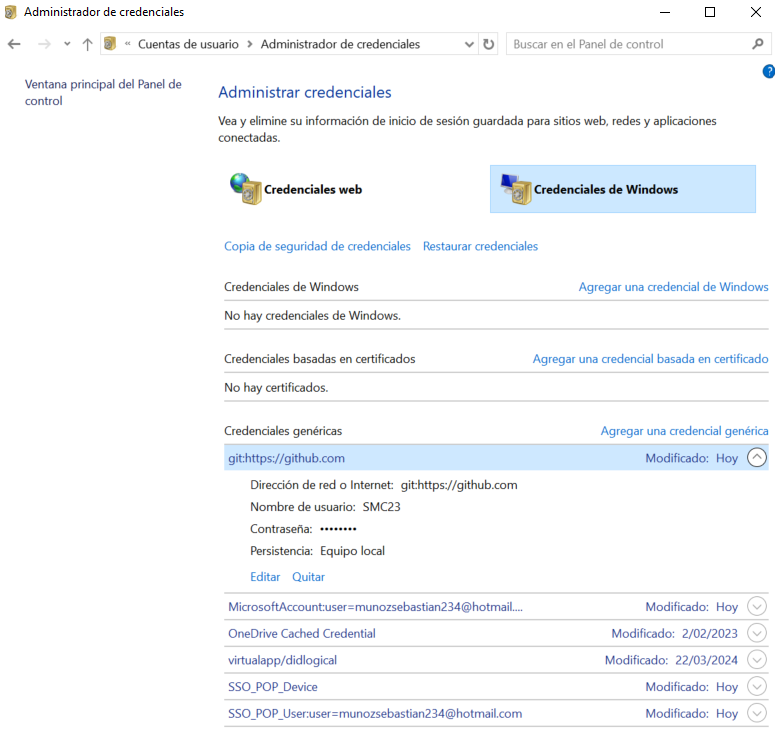 Administrador de credenciales
« Cuentas de usuario > Administrador de credenciales
Buscar en el Panel de control
?
Ventana principal del Panel de
control
Administrar credenciales
Vea y elimine su información de inicio de sesión guardada para sitios web, redes y aplicaciones
conectadas.
Credenciales web
Credenciales de Windows
Copia de seguridad de credenciales Restaurar credenciales
Credenciales de Windows Agregar una credencial de Windows
No hay credenciales de Windows.
Credenciales basadas en certificados Agregar una credencial basada en certificado
No hay certificados.
Credenciales genéricas Agregar una credencial genérica
git:https://github.com Modificado: Hoy
Dirección de red o Internet: git:https://github.com
Nombre de usuario: SMC23
Contraseña: ••••••••
Persistencia: Equipo local
Editar Quitar
MicrosoftAccount:user=munozsebastian234@hotmail.... Modificado: Hoy
OneDrive Cached Credential Modificado: 2/02/2023
virtualapp/didlogical Modificado: 22/03/2024
SSO_POP_Device Modificado: Hoy
SSO_POP_User:user=munozsebastian234@hotmail.com Modificado: Hoy